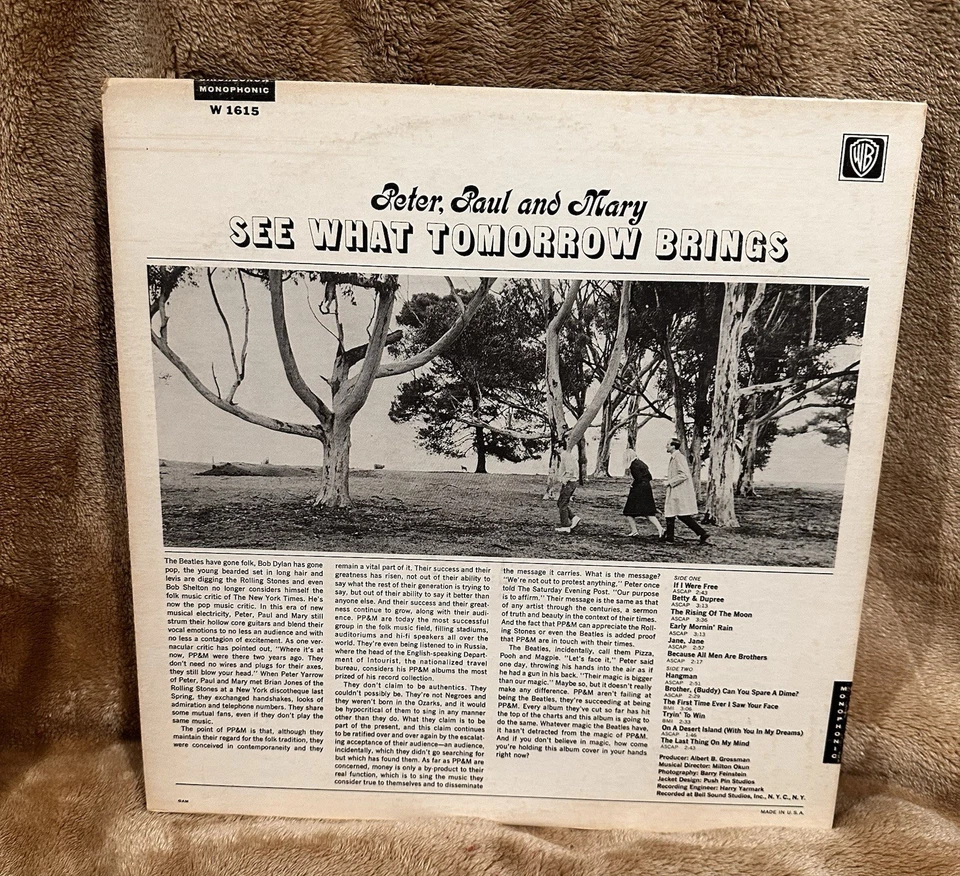 MONOPHONIC
W 1615
WB
Peter, Paul and Mary
SEE WHAT TOMORROW BRINGS
The Beatles have gone folk, Bob Dylan has gone
pop, the young bearded set in long hair and
levis are digging the Rolling Stones and even
Bob Shelton no longer considers himself the
folk music critic of The New York Times. He's
now the pop music critic. In this era of new
musical electricity, Peter, Paul and Mary still
strum their hollow core guitars and blend their
vocal emotions to no less an audience and with
no less a contagion of excitement. As one ver-
nacular critic has pointed out, "Where it's at
now, PP&M were there two years ago. They
don't need no wires and plugs for their axes,
they still blow your head." When Peter Yarrow
of Peter, Paul and Mary met Brian Jones of the
Rolling Stones at a New York discotheque last
Spring, they exchanged handshakes, looks of
admiration and telephone numbers. They share
some mutual fans, even if they don't play the
same music.
The point of PP&M is that, although they
maintain their regard for the folk tradition, they
were conceived in contemporaneity and they
remain a vital part of it. Their success and their
greatness has risen, not out of their ability to
say what the rest of their generation is trying to
say, but out of their ability to say it better than
anyone else. And their success and their great-
ness continue to grow, along with their audi-
ence. PP&M are today the most successful
group in the folk music field, filling stadiums,
auditoriums and hi-fi speakers all over the
world. They're even being listened to in Russia,
where the head of the English-speaking Depart-
ment of Intourist, the nationalized travel
bureau, considers his PP&M albums the most
prized of his record collection.
They don't claim to be authentics. They
couldn't possibly be. They're not Negroes and
they weren't born in the Ozarks, and it would
be hypocritical of them to sing in any manner
other than they do. What they claim to be is
part of the present, and this claim continues
to be ratified over and over again by the escalat-
ing acceptance of their audience—an audience,
incidentally, which they didn't go searching for
but which has found them. As far as PP&M are
concerned, money is only a by-product to their
real function, which is to sing the music they
consider true to themselves and to disseminate
the message it carries. What is the message?
"We're not out to protest anything," Peter once
told The Saturday Evening Post. "Our purpose
is to affirm." Their message is the same as that
of any artist through the centuries, a sermon
of truth and beauty in the context of their times.
And the fact that PP&M can appreciate the Roll-
ing Stones or even the Beatles is added proof
that PP&M are in touch with their times.
The Beatles, incidentally, call them Pizza,
Pooh and Magpie. "Let's face it," Peter said
one day, throwing his hands into the air as if
he had a gun in his back. "Their magic is bigger
than our magic." Maybe so, but it doesn't really
make any difference. PP&M aren't failing at
being the Beatles, they're succeeding at being
PP&M. Every album they've cut so far has hit
the top of the charts and this album is going to
do the same. Whatever magic the Beatles have,
it hasn't detracted from the magic of PP&M.
And if you don't believe in magic, how come
you're holding this album cover in your hands
right now?
SIDE ONE
If I Were Free
ASCAP 2:43
Betty & Dupree
ASCAP 3:13
The Rising Of The Moon
ASCAP 3:36
Early Mornin' Rain
ASCAP 3:13
Jane, Jane
ASCAP 2:57
Because All Men Are Brothers
ASCAP 2:17
SIDE TWO
Hangman
ASCAP 2:51
Brother, (Buddy) Can You Spare A Dime?
ASCAP 2:29
The First Time Ever I Saw Your Face
BMI 3:06
Tryin' To Win
BMI 2:33
On A Desert Island (With You In My Dreams)
ASCAP 1:46
The Last Thing On My Mind
ASCAP 2:43
Producer: Albert B. Grossman
Musical Director: Milton Okun
Photography: Barry Feinstein
Jacket Design: Push Pin Studios
Recording Engineer: Harry Yarmark
Recorded at Bell Sound Studios, Inc., N. Y. C., N. Y.
MONOPHONIC
MADE IN U.S.A.